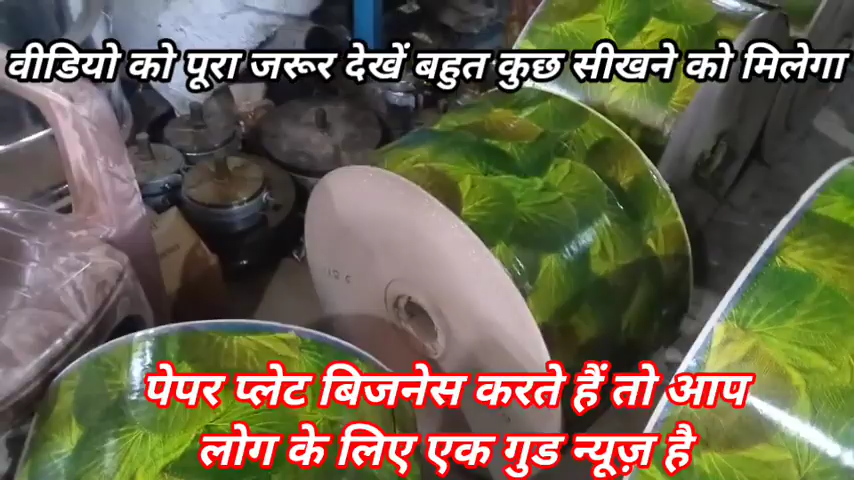 वीडियो को पूरा जरूर देखें बहुत कुछ सीखने को मिलेगा
पेपर प्लेट बिजनेस करते हैं तो आप
लोग के लिए एक गुड न्यूज़ है